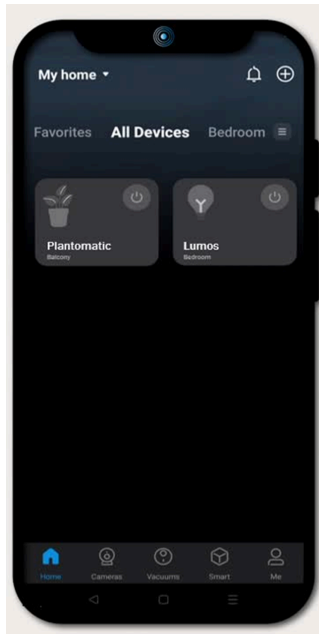 My home
Favorites All Devices Bedroom
Plantomatic
Balcony
Lumos
Bedroom
Home Cameras Vacuums Smart Me